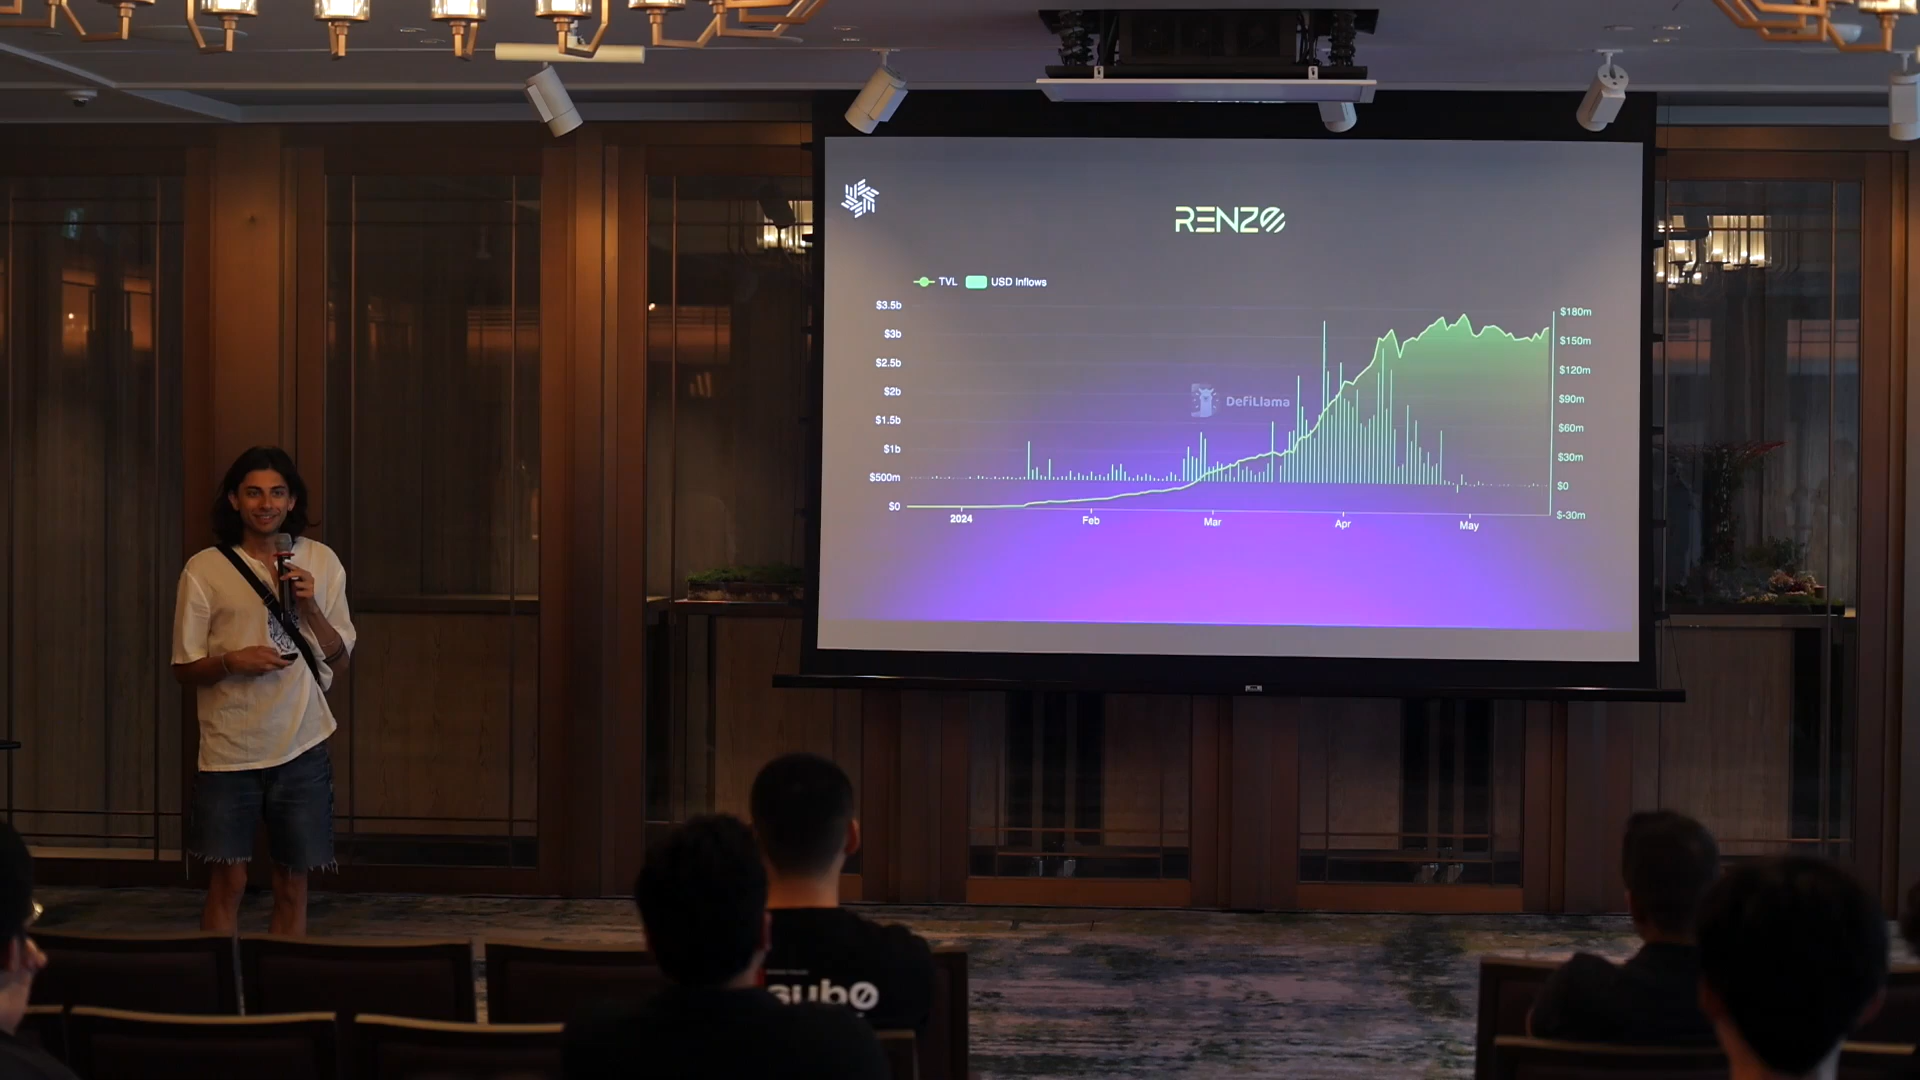 RENZO
TVL USD Inflows
$3.5b
$3b
$2.5b
$2b
$1.5b
$1b
$500m
$0
$180m
$150m
$120m
$90m
$60m
$30m
$0
$-30m
DefiLlama
2024 Feb Mar Apr May
sub0